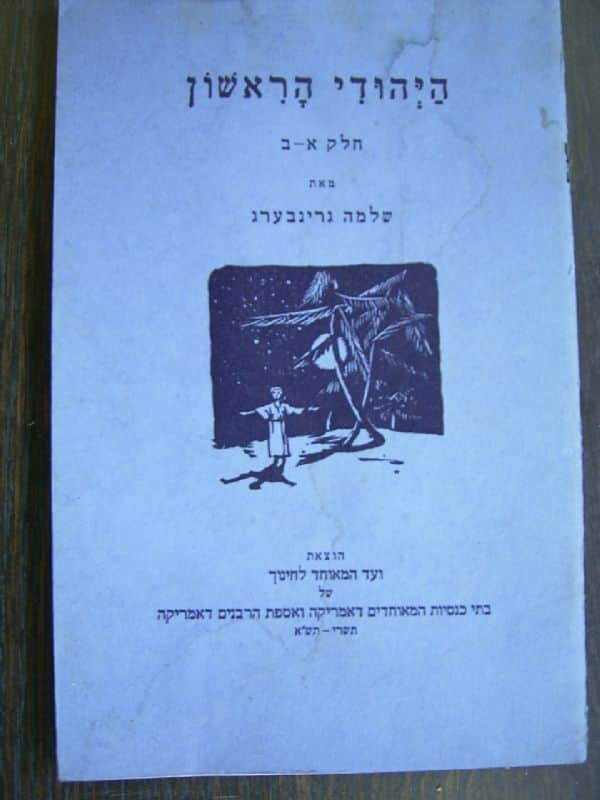 הַיְּהוּדִי הָרִאשׁוֹן
חלק א–ב
מאת
שלמה גרינבערג
הוצאת
ועד המאוחד לחינוך
של
בתי כנסיות המאוחדים דאמריקה ואספת הרבנים דאמריקה
תשרי – תש״א